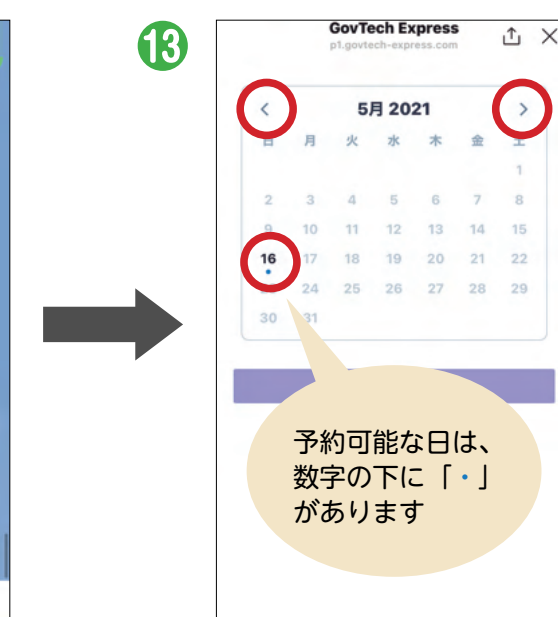 13
GovTech Express
p1.govtech-express.com
5月 2021
日 月 火 水 木 金 土
1
2 3 4 5 6 7 8
9 10 11 12 13 14 15
16 17 18 19 20 21 22
24 25 26 27 28 29
30 31
予約可能な日は、
数字の下に「・」
があります